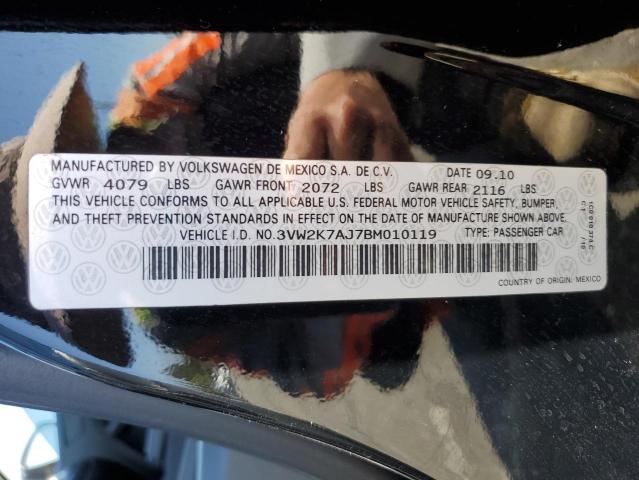 MANUFACTURED BY VOLKSWAGEN DE MEXICO S.A. DE C.V. DATE 09.10
GVWR 4079 LBS GAWR FRONT 2072 LBS GAWR REAR 2116 LBS
THIS VEHICLE CONFORMS TO ALL APPLICABLE U.S. FEDERAL MOTOR VEHICLE SAFETY, BUMPER,
AND THEFT PREVENTION STANDARDS IN EFFECT ON THE DATE OF MANUFACTURE SHOWN ABOVE.
VEHICLE I.D. NO. 3VW2K7AJ7BM010119 TYPE: PASSENGER CAR
COUNTRY OF ORIGIN: MEXICO